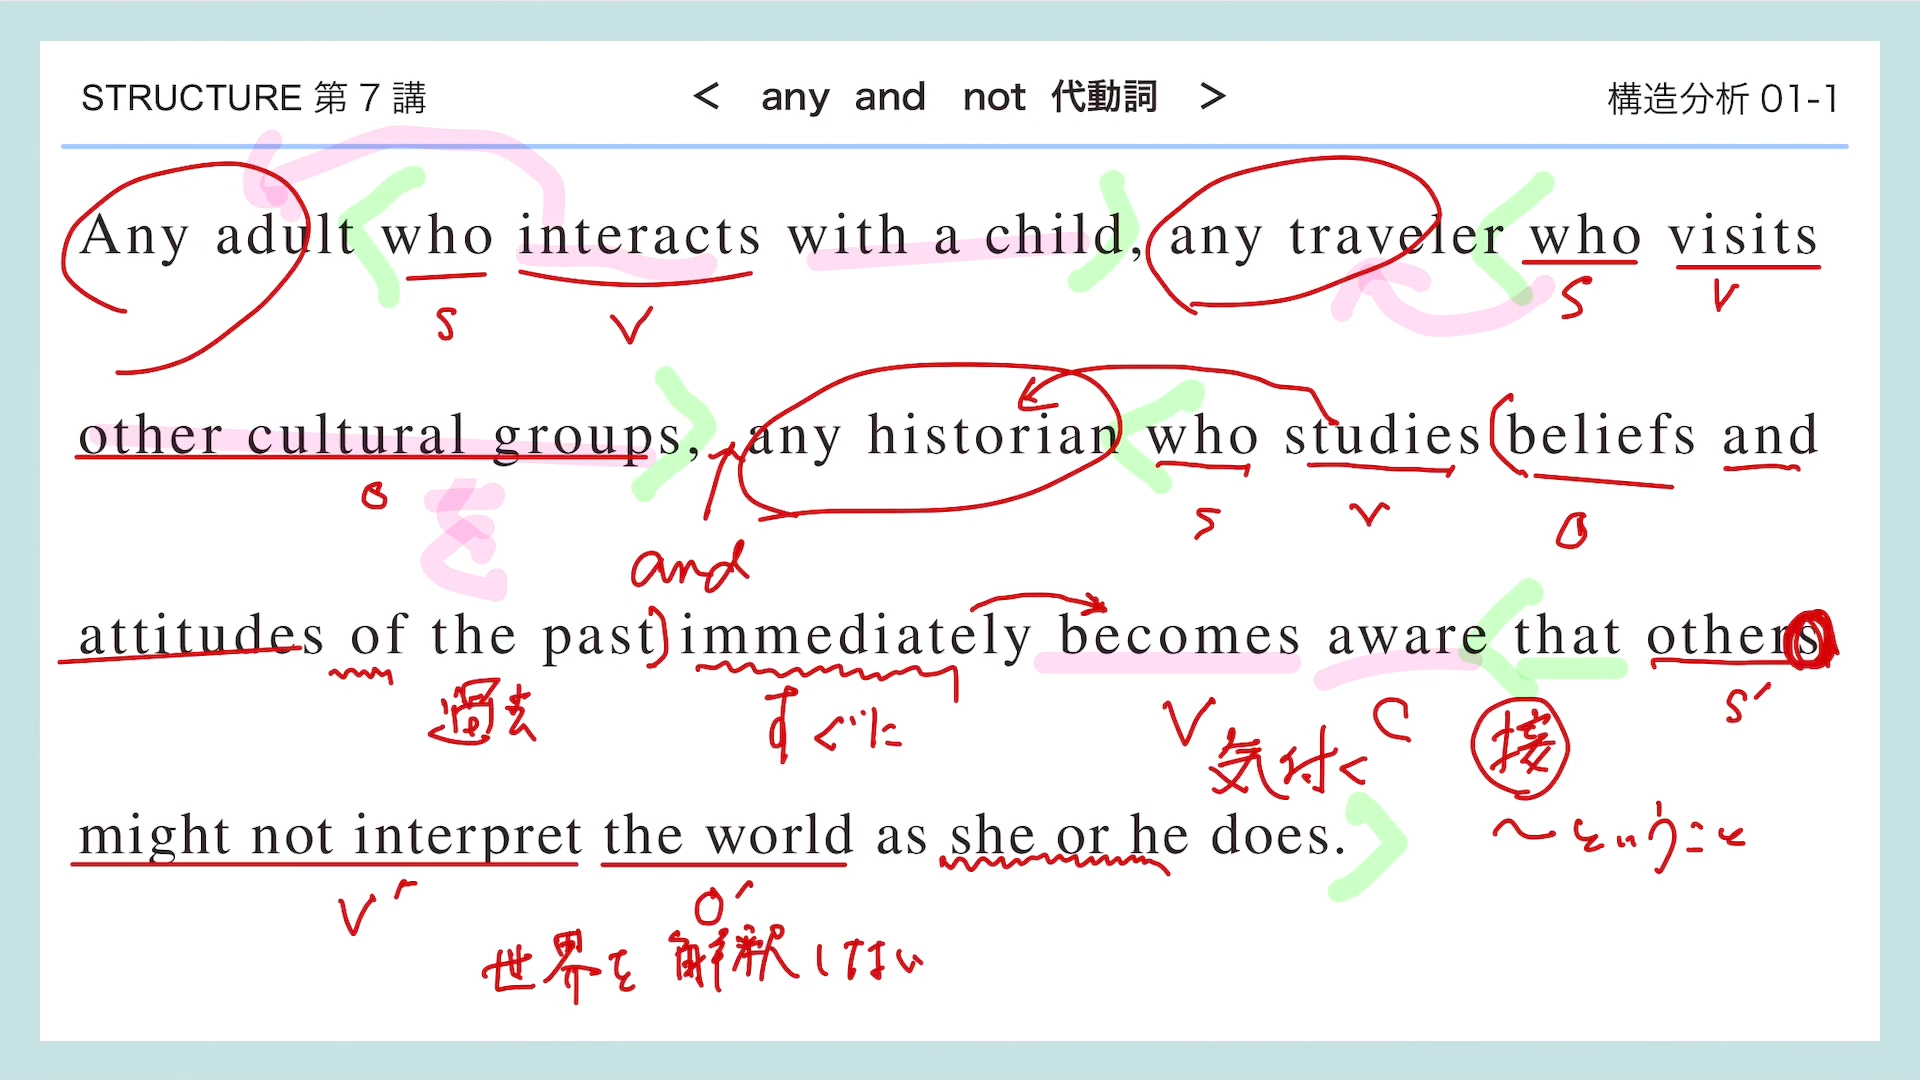 STRUCTURE 第 7 講
< any and not 代動詞 >
構造分析 01-1
Any adult who interacts with a child, any traveler who visits
S V S V
other cultural groups, any historian who studies (beliefs and
O を S V O
and
attitudes of the past) immediately becomes aware that others
過去 すぐに V C 接 S'
気付く
might not interpret the world as she or he does.
〜ということ
V' O'
世界を 解釈しない